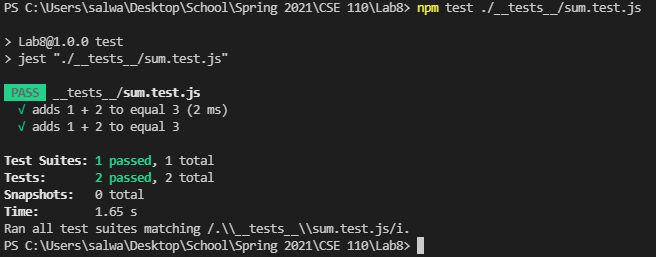 PS C:\Users\salwa\Desktop\School\Spring 2021\CSE 110\Lab8> npm test ./__tests__/sum.test.js
> Lab8@1.0.0 test
> jest "./__tests__/sum.test.js"
PASS __tests__/sum.test.js
√ adds 1 + 2 to equal 3 (2 ms)
√ adds 1 + 2 to equal 3
Test Suites: 1 passed, 1 total
Tests: 2 passed, 2 total
Snapshots: 0 total
Time: 1.65 s
Ran all test suites matching /.\\__tests__\\sum.test.js/i.
PS C:\Users\salwa\Desktop\School\Spring 2021\CSE 110\Lab8>